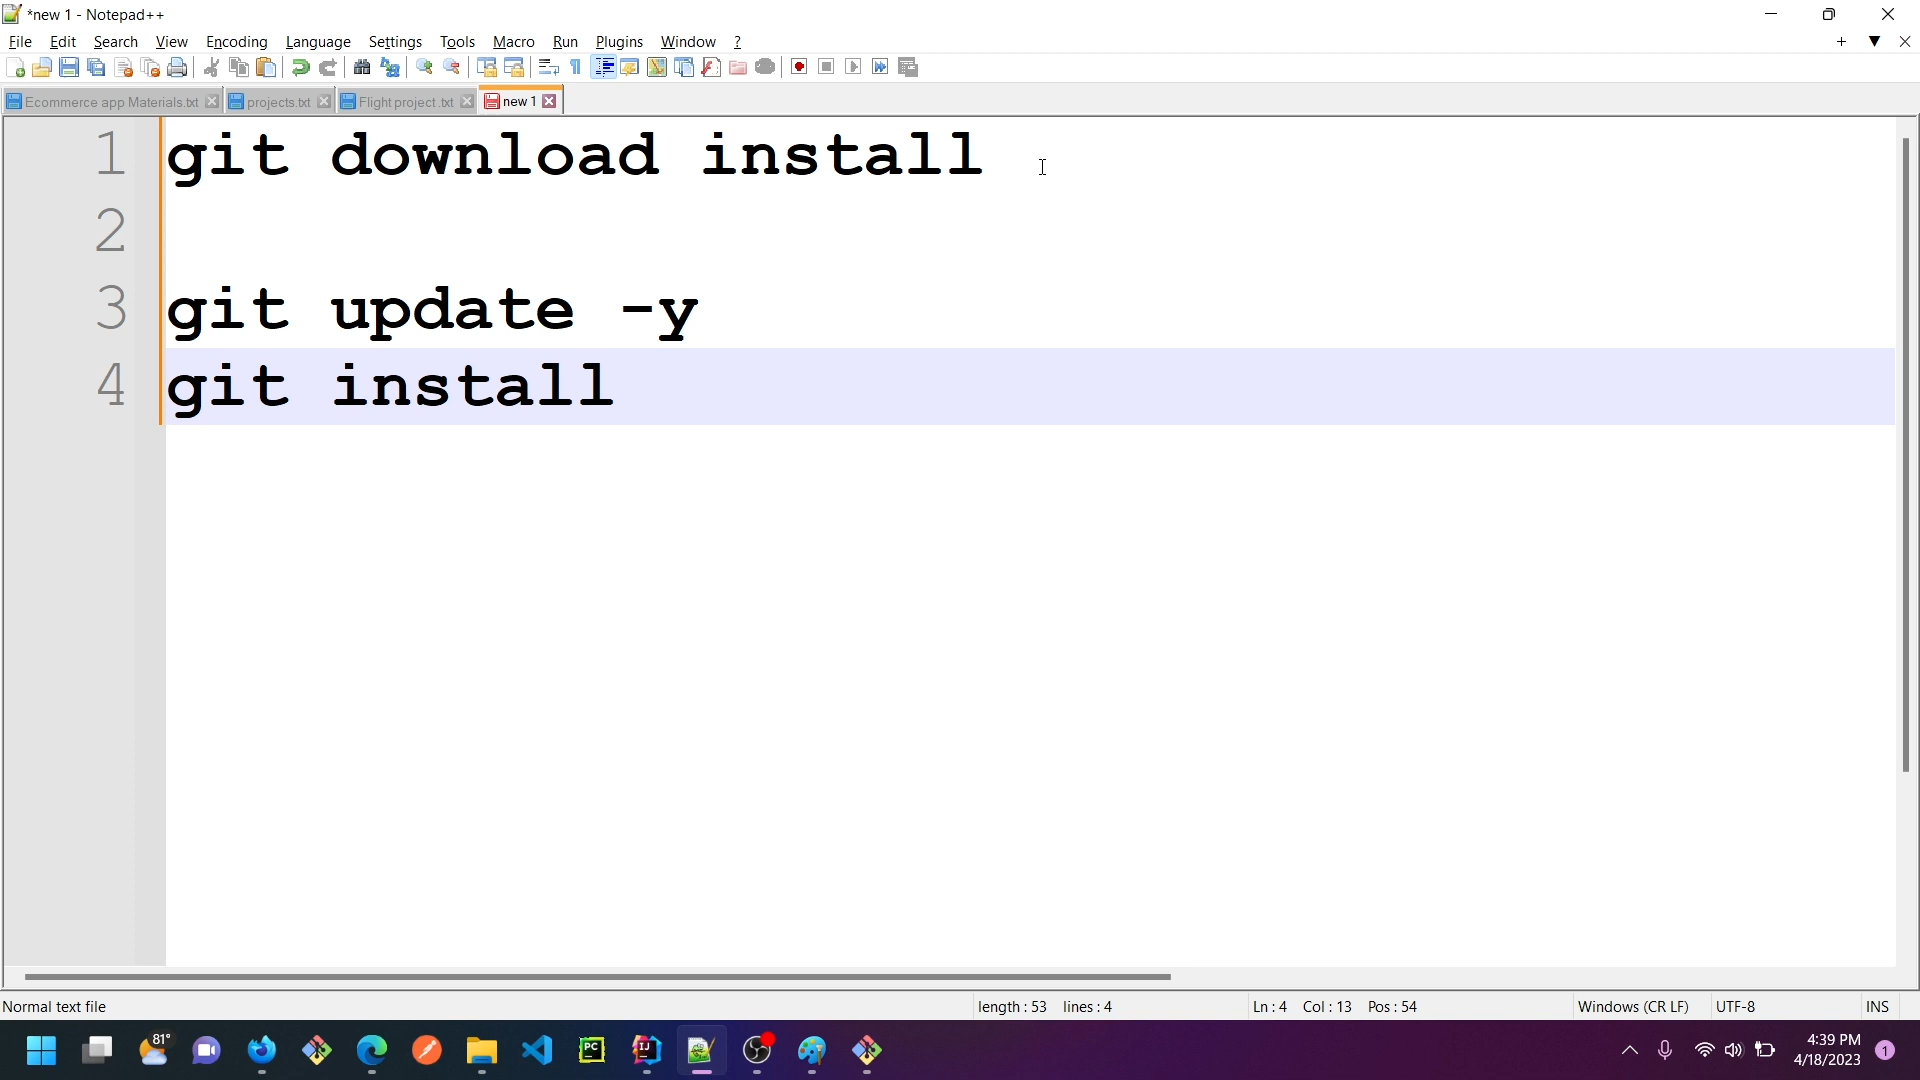 *new 1 - Notepad++
File Edit Search View Encoding Language Settings Tools Macro Run Plugins Window ?
Ecommerce app Materials.txt projects.txt Flight project .txt new 1
1 git download install
2
3 git update -y
4 git install
Normal text file length : 53 lines : 4 Ln : 4 Col : 13 Pos : 54 Windows (CR LF) UTF-8 INS
81° PC IJ 4:39 PM
4/18/2023 1